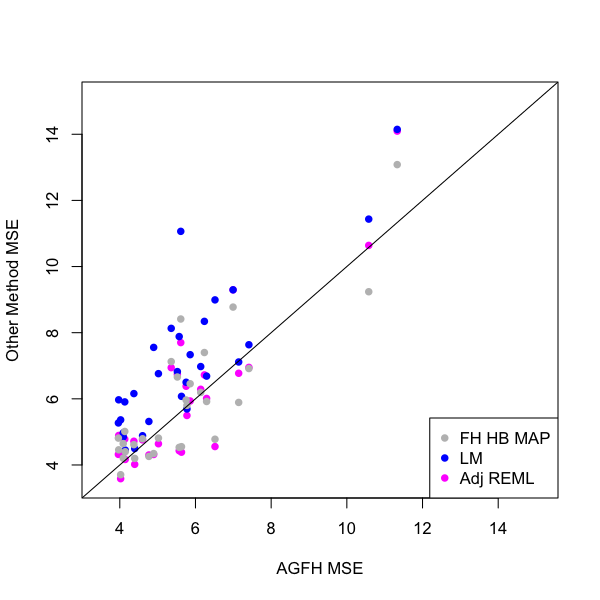 Other Method MSE
14
12
10
8
6
4
4 6 8 10 12 14
AGFH MSE
FH HB MAP
LM
Adj REML